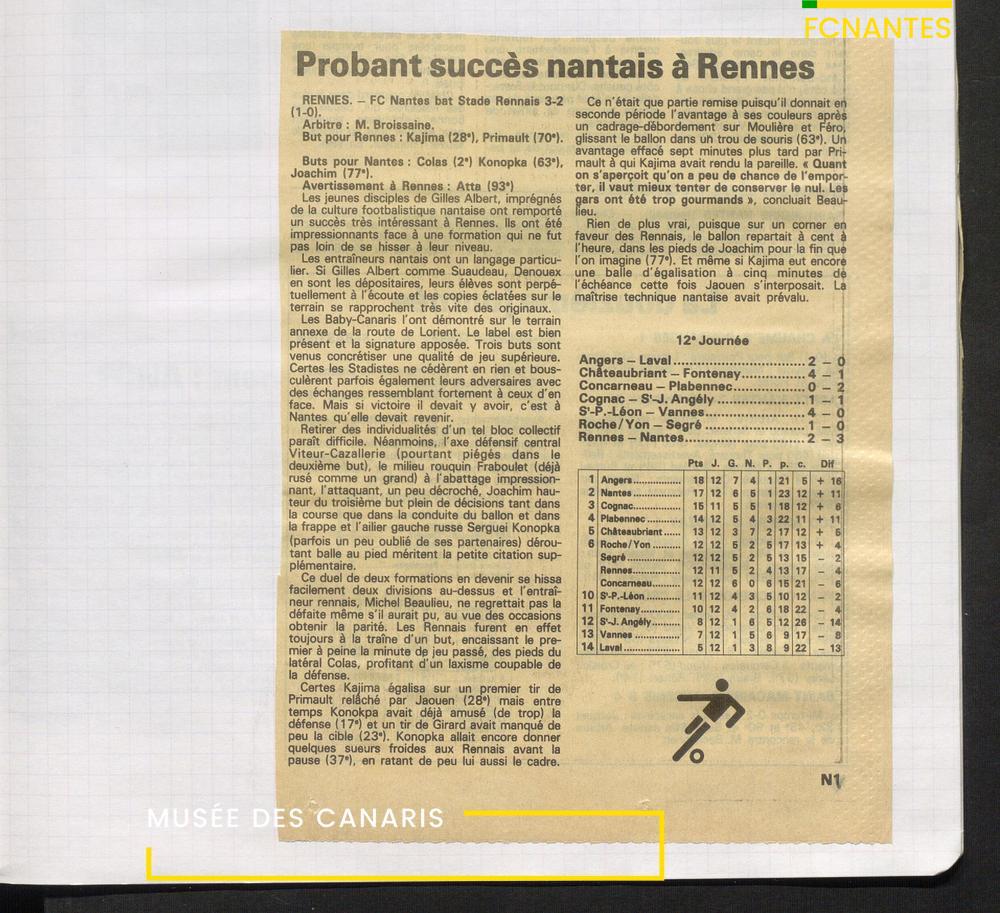 FCNANTES
Probant succès nantais à Rennes
RENNES. – FC Nantes bat Stade Rennais 3-2
(1-0).
Arbitre : M. Broissaine.
But pour Rennes : Kajima (28ᵉ), Primault (70ᵉ).
Buts pour Nantes : Colas (2ᵉ) Konopka (63ᵉ),
Joachim (77ᵉ).
Avertissement à Rennes : Atta (93ᵉ)
Les jeunes disciples de Gilles Albert, imprégnés
de la culture footbalistique nantaise ont remporté
un succès très intéressant à Rennes. Ils ont été
impressionnants face à une formation qui ne fut
pas loin de se hisser à leur niveau.
Les entraîneurs nantais ont un langage particu-
lier. Si Gilles Albert comme Suaudeau, Denouex
en sont les dépositaires, leurs élèves sont perpé-
tuellement à l'écoute et les copies éclatées sur le
terrain se rapprochent très vite des originaux.
Les Baby-Canaris l'ont démontré sur le terrain
annexe de la route de Lorient. Le label est bien
présent et la signature apposée. Trois buts sont
venus concrétiser une qualité de jeu supérieure.
Certes les Stadistes ne cédèrent en rien et bous-
culèrent parfois également leurs adversaires avec
des échanges ressemblant fortement à ceux d'en
face. Mais si victoire il devait y avoir, c'est à
Nantes qu'elle devait revenir.
Retirer des individualités d'un tel bloc collectif
paraît difficile. Néanmoins, l'axe défensif central
Viteur-Cazallerie (pourtant piégés dans le
deuxième but), le milieu rouquin Fraboulet (déjà
rusé comme un grand) à l'abattage impression-
nant, l'attaquant, un peu décroché, Joachim hau-
teur du troisième but plein de décisions tant dans
la course que dans la conduite du ballon et dans
la frappe et l'ailier gauche russe Serguei Konopka
(parfois un peu oublié de ses partenaires) dérou-
tant balle au pied méritent la petite citation sup-
plémentaire.
Ce duel de deux formations en devenir se hissa
facilement deux divisions au-dessus et l'entraî-
neur rennais, Michel Beaulieu, ne regrettait pas la
défaite même s'il aurait pu, au vue des occasions
obtenir la parité. Les Rennais furent en effet
toujours à la traîne d'un but, encaissant le pre-
mier à peine la minute de jeu passé, des pieds du
latéral Colas, profitant d'un laxisme coupable de
la défense.
Certes Kajima égalisa sur un premier tir de
Primault relâché par Jaouen (28ᵉ) mais entre
temps Konokpa avait déjà amusé (de trop) la
défense (17ᵉ) et un tir de Girard avait manqué de
peu la cible (23ᵉ). Konopka allait encore donner
quelques sueurs froides aux Rennais avant la
pause (37ᵉ), en ratant de peu lui aussi le cadre.
Ce n'était que partie remise puisqu'il donnait en
seconde période l'avantage à ses couleurs après
un cadrage-débordement sur Moulière et Féro,
glissant le ballon dans un trou de souris (63ᵉ). Un
avantage effacé sept minutes plus tard par Pri-
mault à qui Kajima avait rendu la pareille. « Quant
on s'aperçoit qu'on a peu de chance de l'empor-
ter, il vaut mieux tenter de conserver le nul. Les
gars ont été trop gourmands », concluait Beau-
lieu.
Rien de plus vrai, puisque sur un corner en
faveur des Rennais, le ballon repartait à cent à
l'heure, dans les pieds de Joachim pour la fin que
l'on imagine (77ᵉ). Et même si Kajima eut encore
une balle d'égalisation à cinq minutes de
l'échéance cette fois Jaouen s'interposait. La
maîtrise technique nantaise avait prévalu.
12ᵉ Journée
Angers – Laval 2 – 0
Châteaubriant – Fontenay 4 – 1
Concarneau – Plabennec 0 – 2
Cognac – Sᵗ-J. Angély 1 – 1
Sᵗ-P.-Léon – Vannes 4 – 0
Roche/Yon – Segré 1 – 0
Rennes – Nantes 2 – 3
Pts J. G. N. P. p. c. Dif
1 Angers 18 12 7 4 1 21 5 + 16
2 Nantes 17 12 6 5 1 23 12 + 11
3 Cognac 15 11 5 5 1 18 12 + 6
4 Plabennec 14 12 5 4 3 22 11 + 11
5 Châteaubriant 13 12 3 7 2 17 12 + 5
6 Roche/Yon 12 12 5 2 5 17 13 + 4
Segré 12 12 5 2 5 13 15 – 2
Rennes 12 11 5 2 4 13 17 – 4
Concarneau 12 12 6 0 6 15 21 – 6
10 Sᵗ-P.-Léon 11 12 4 3 5 10 12 – 2
11 Fontenay 10 12 4 2 6 18 22 – 4
12 Sᵗ-J. Angély 8 12 1 6 5 12 26 – 14
13 Vannes 7 12 1 5 6 9 17 – 8
14 Laval 5 12 1 3 8 9 22 – 13
N1
MUSÉE DES CANARIS